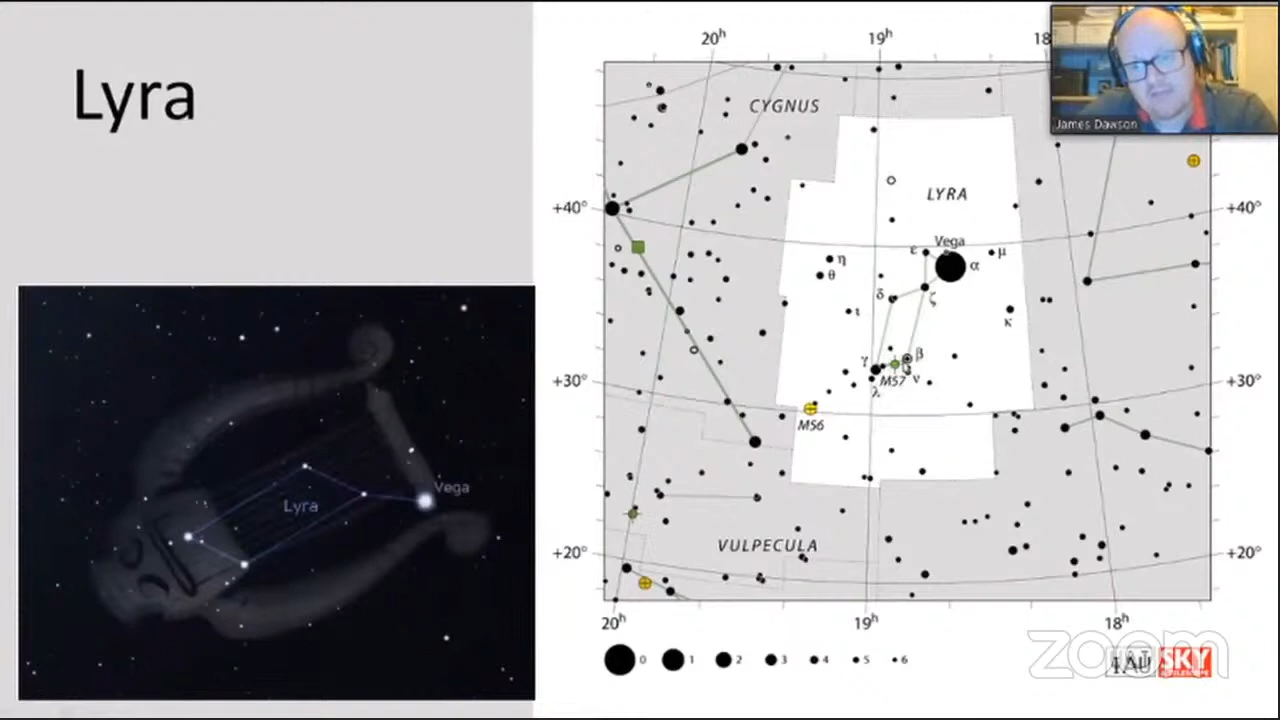 Lyra
20ʰ
19ʰ
18
James Dawson
CYGNUS
LYRA
+40°
+40°
Vega
ε
α
μ
η
θ
δ
ζ
ι
κ
γ
β
M57
ν
λ
+30°
+30°
M56
Vega
Lyra
VULPECULA
+20°
+20°
20ʰ
19ʰ
18ʰ
0 1 2 3 4 5 6
zoom
IAU
SKY